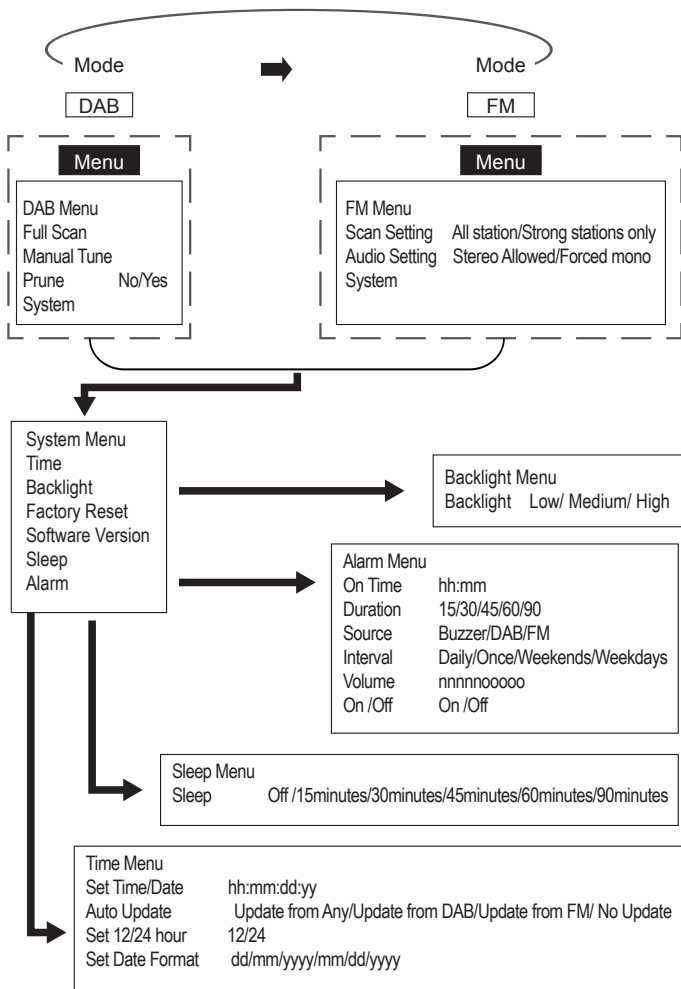 Mode
Mode
DAB
FM
Menu
Menu
DAB Menu
Full Scan
Manual Tune
Prune No/Yes
System
FM Menu
Scan Setting All station/Strong stations only
Audio Setting Stereo Allowed/Forced mono
System
System Menu
Time
Backlight
Factory Reset
Software Version
Sleep
Alarm
Backlight Menu
Backlight Low/ Medium/ High
Alarm Menu
On Time hh:mm
Duration 15/30/45/60/90
Source Buzzer/DAB/FM
Interval Daily/Once/Weekends/Weekdays
Volume nnnnnooooo
On /Off On /Off
Sleep Menu
Sleep Off /15minutes/30minutes/45minutes/60minutes/90minutes
Time Menu
Set Time/Date hh:mm:dd:yy
Auto Update Update from Any/Update from DAB/Update from FM/ No Update
Set 12/24 hour 12/24
Set Date Format dd/mm/yyyy/mm/dd/yyyy